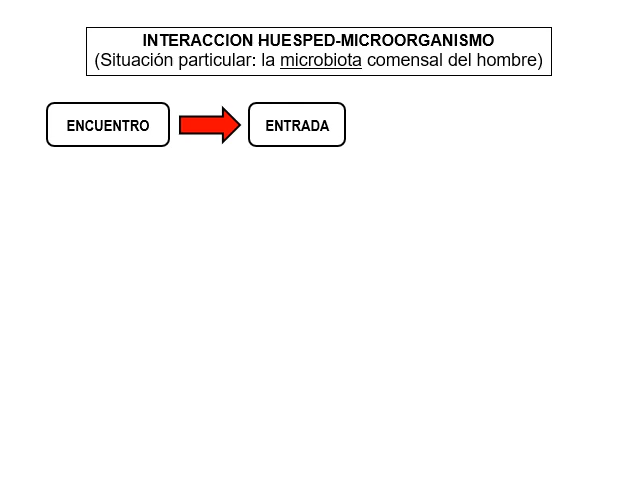 INTERACCION HUESPED-MICROORGANISMO
(Situación particular: la microbiota comensal del hombre)
ENCUENTRO ENTRADA